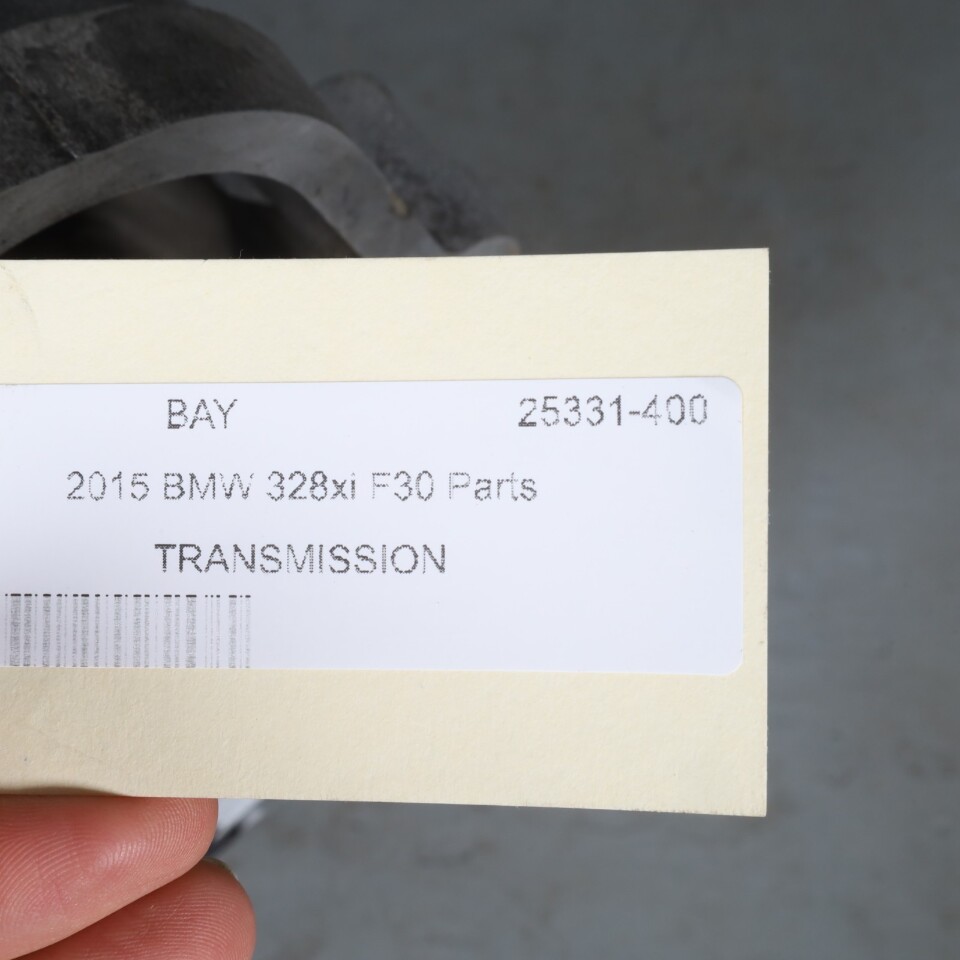 BAY 25331-400
2015 BMW 328xi F30 Parts
TRANSMISSION